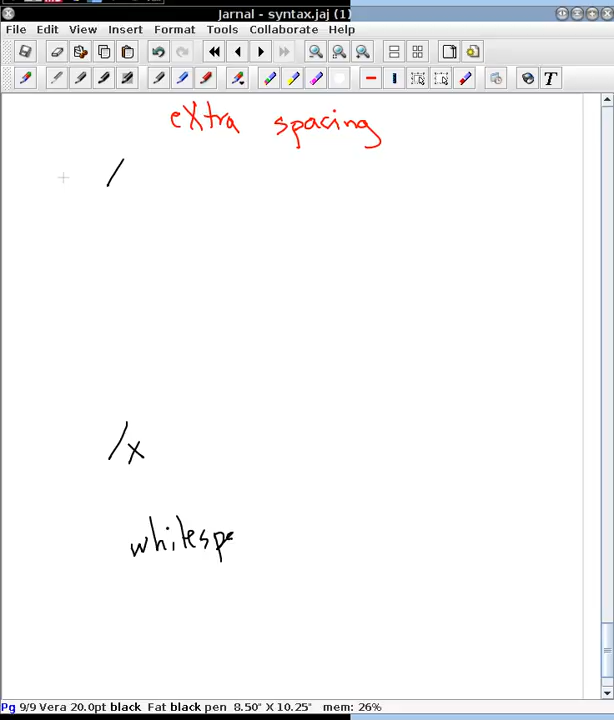 Jarnal - syntax.jaj (1)
File Edit View Insert Format Tools Collaborate Help
T
eXtra spacing
/
/x
whitespa
Pg 9/9 Vera 20.0pt black Fat black pen 8.50" X 10.25" mem: 26%